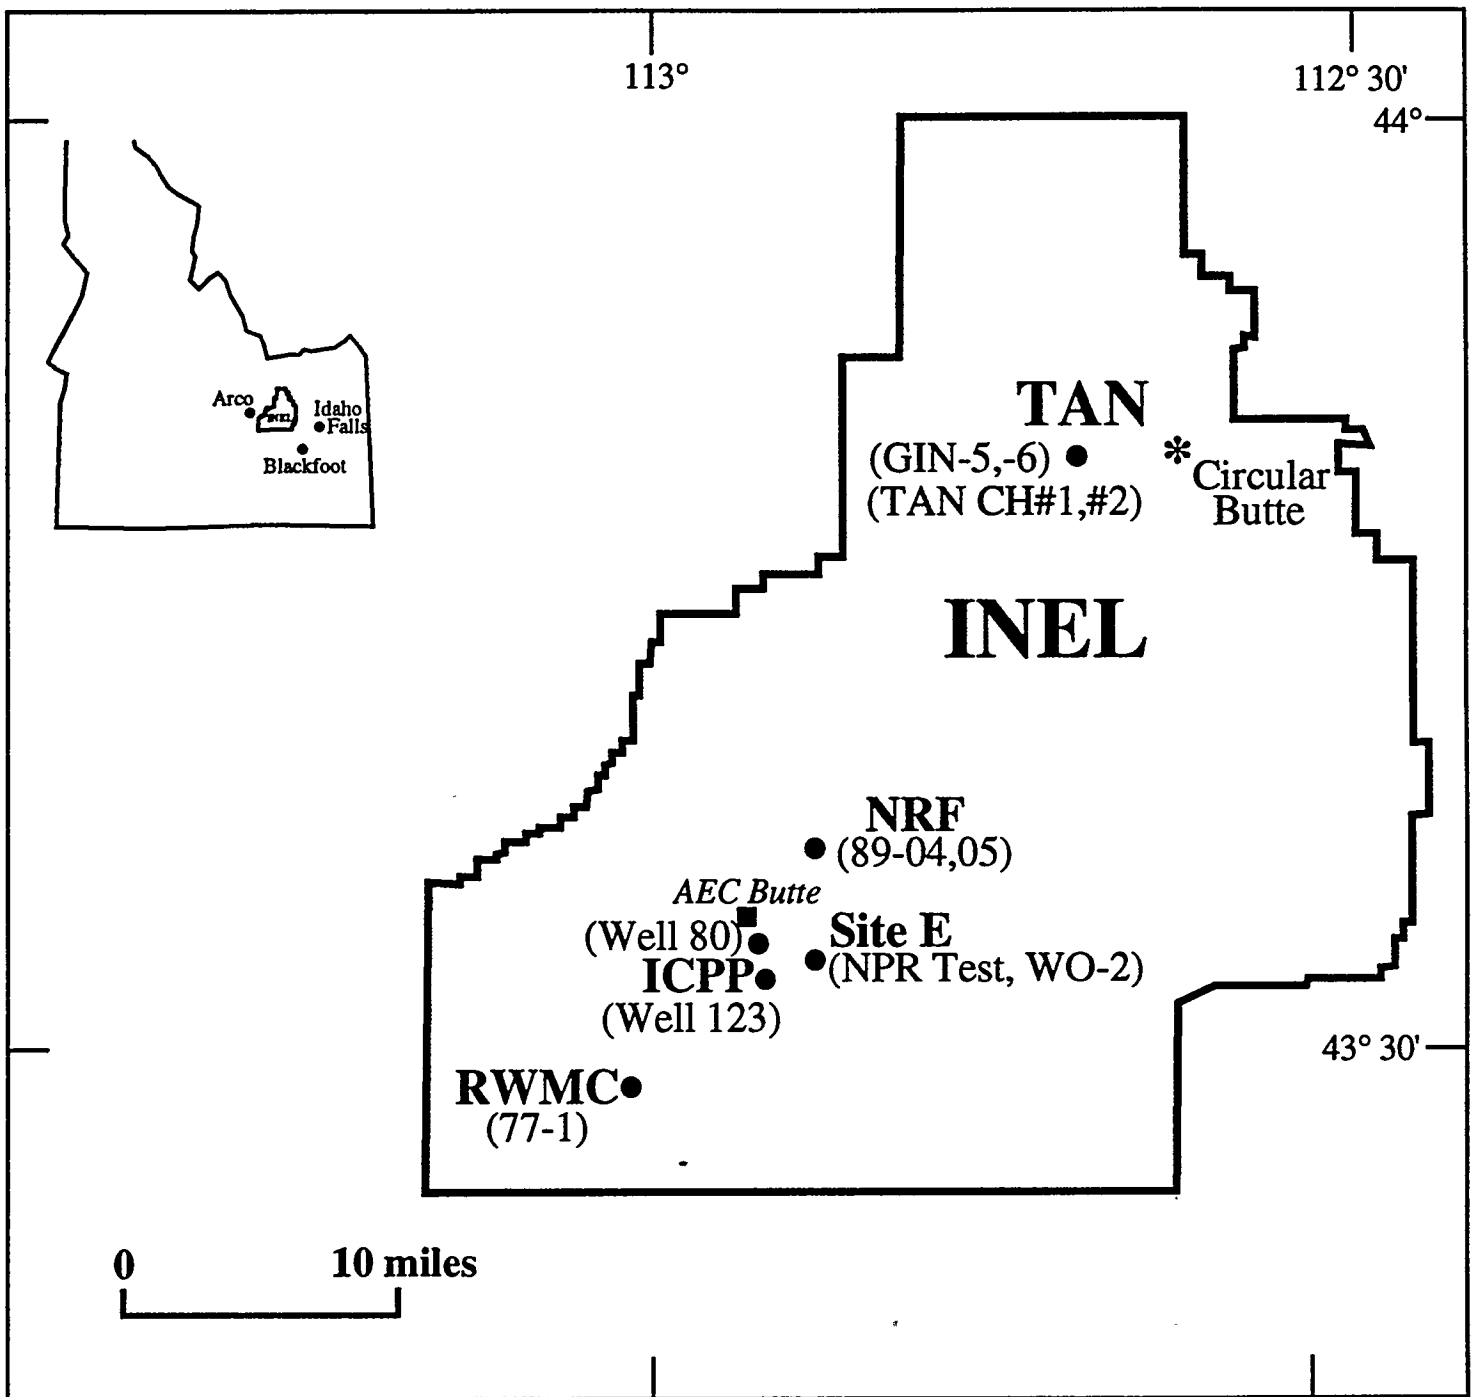 113°
112° 30'
44°
Arco
INEL
Idaho
Falls
Blackfoot
TAN
(GIN-5,-6)
(TAN CH#1,#2)
Circular
Butte
INEL
NRF
(89-04,05)
AEC Butte
(Well 80)
Site E
(NPR Test, WO-2)
ICPP
(Well 123)
43° 30'
RWMC
(77-1)
0
10 miles